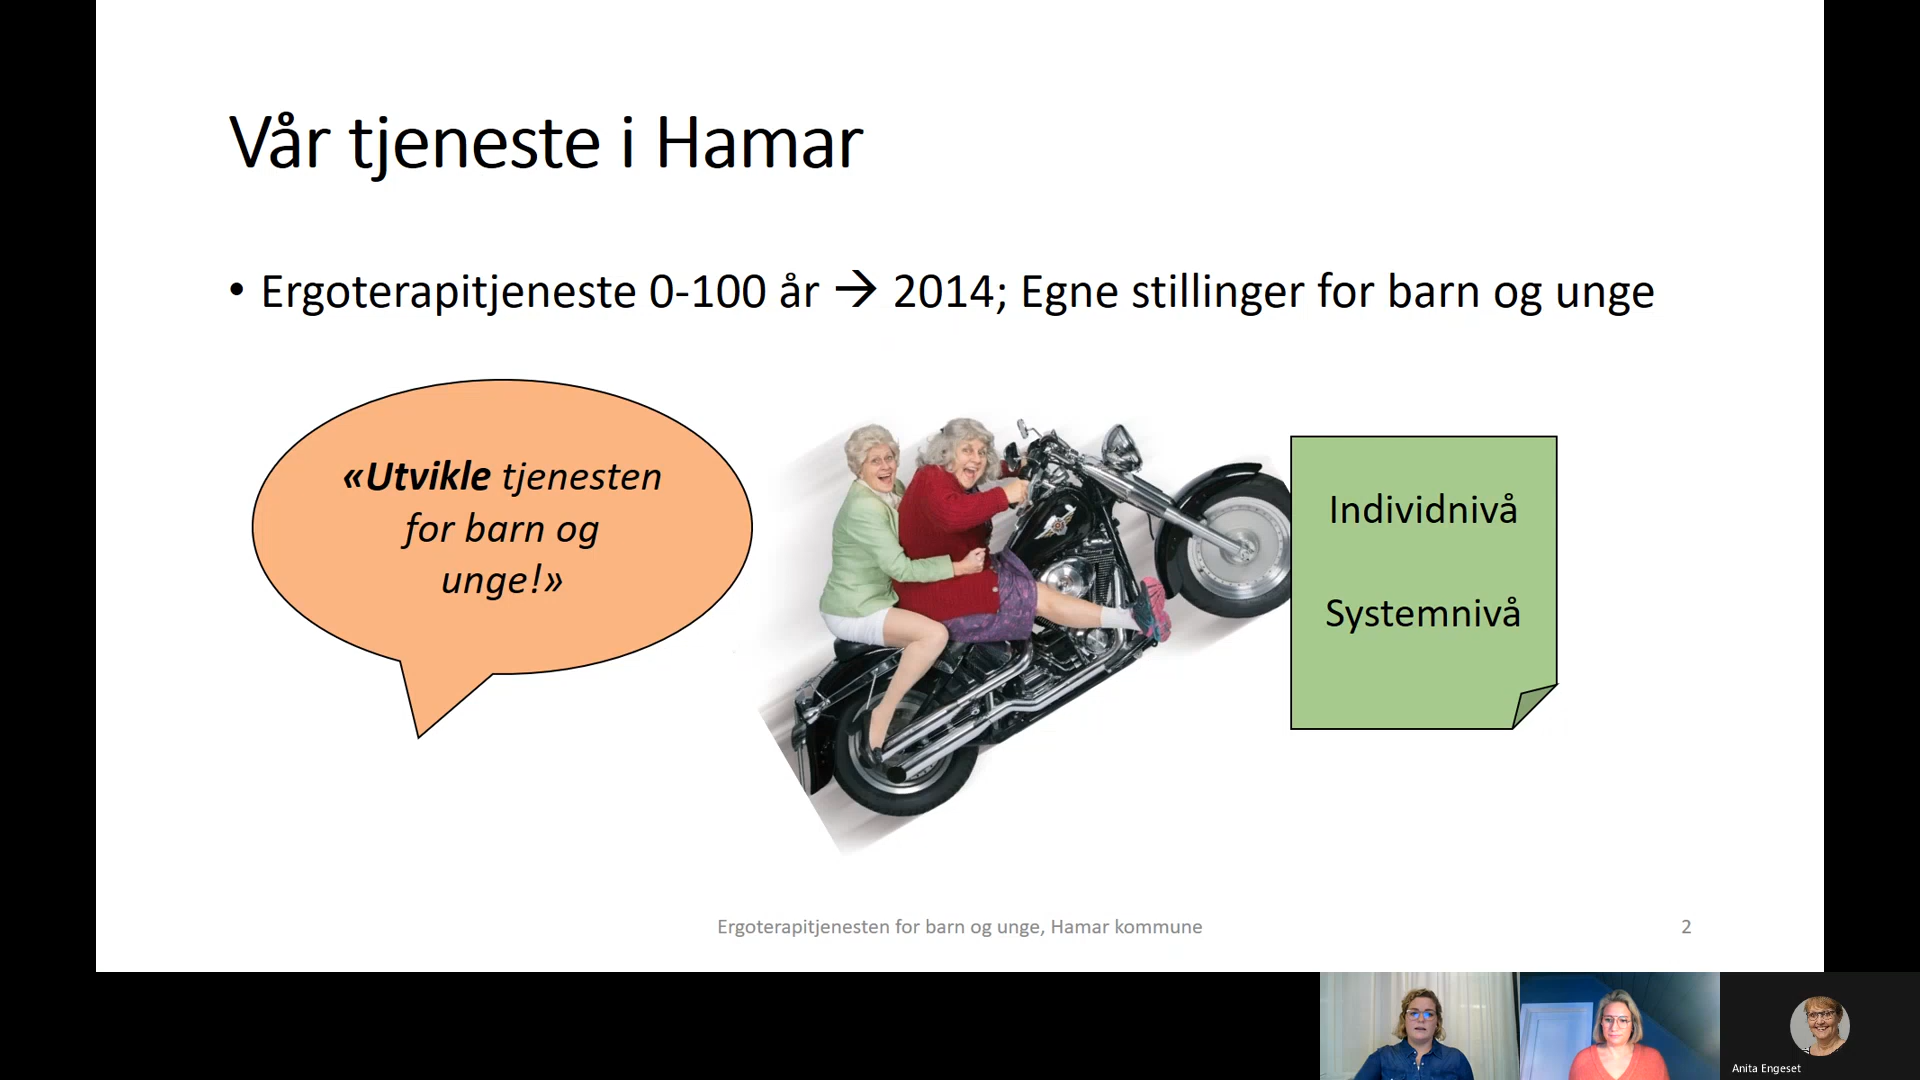 Vår tjeneste i Hamar
• Ergoterapitjeneste 0-100 år → 2014; Egne stillinger for barn og unge
«Utvikle tjenesten
for barn og
unge!»
Individnivå
Systemnivå
Ergoterapitjenesten for barn og unge, Hamar kommune
2
Anita Engeset